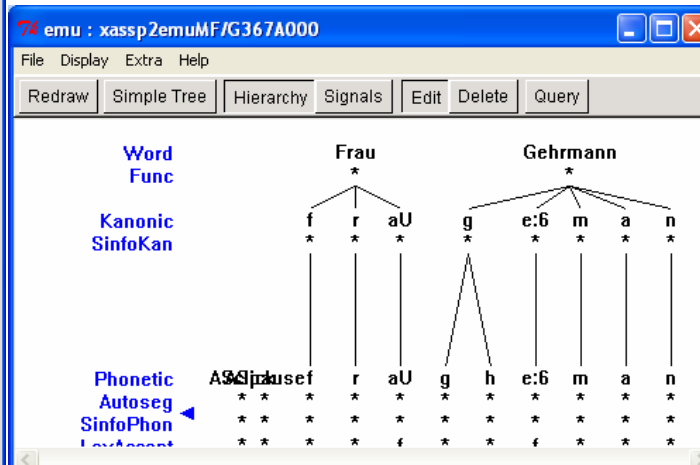 emu : xassp2emuMF/G367A000
File Display Extra Help
Redraw Simple Tree Hierarchy Signals Edit Delete Query
Word Frau Gehrmann
Func * *
Kanonic f r aU g e:6 m a n
SinfoKan * * * * * * * *
Phonetic f r aU g h e:6 m a n
Autoseg * * * * * * * * * * *
SinfoPhon * * * * * * * * * * *
* * * * f * * f * * *